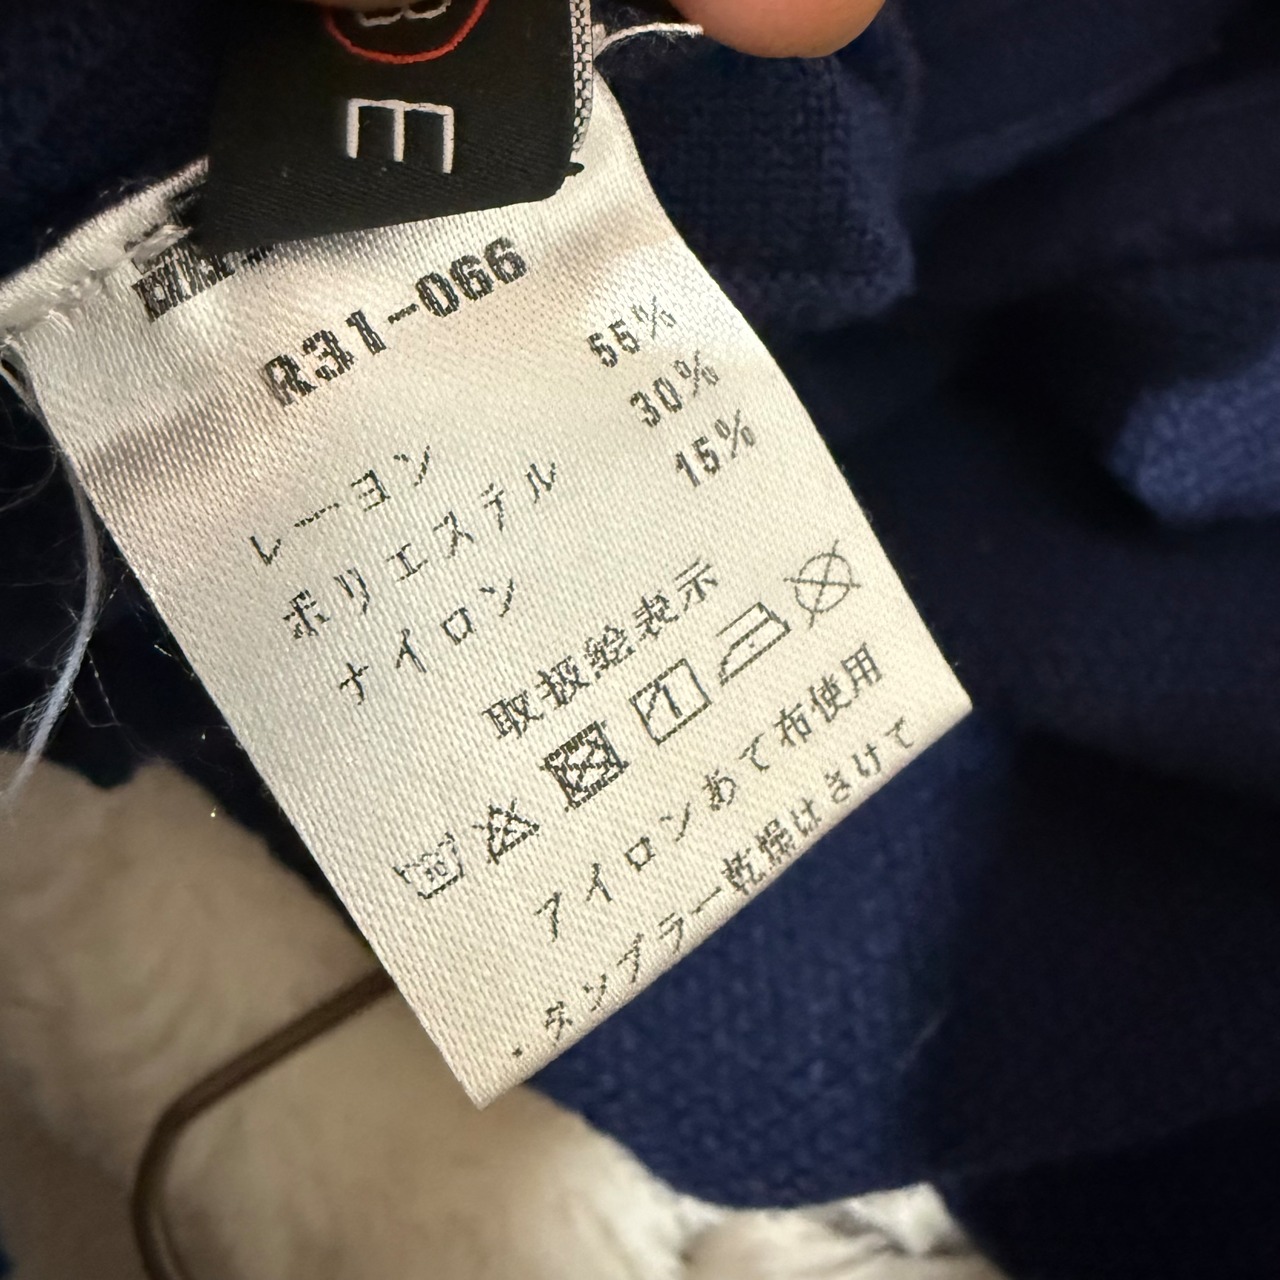 E
R31-066
レーヨン 55%
ポリエステル 30%
ナイロン 15%
取扱絵表示
アイロンあて布使用
・タンブラー乾燥はさけて